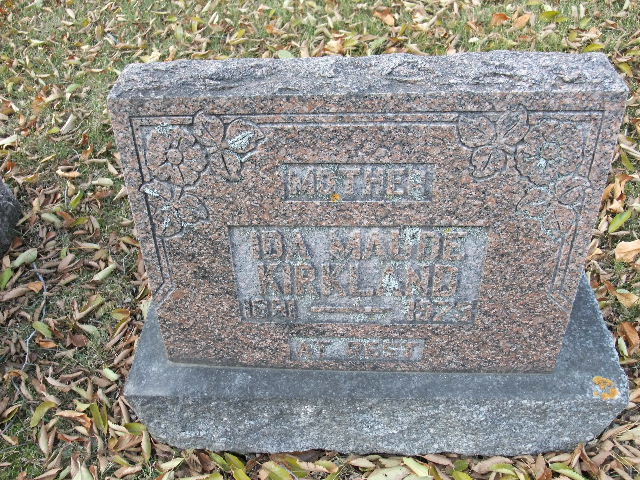 MOTHER
IDA MAUDE
KIRKLAND
AT REST